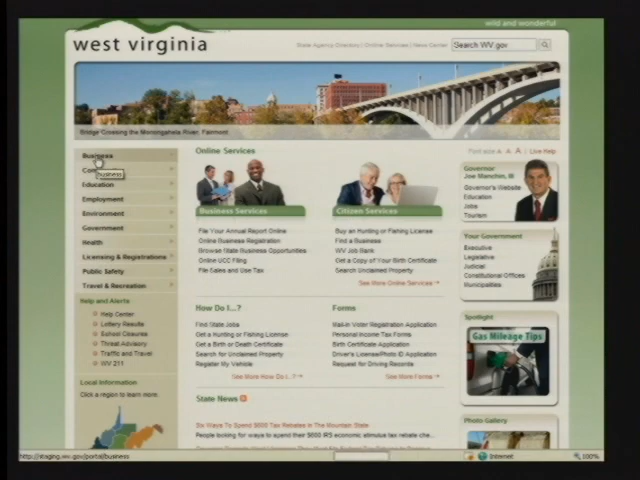 wild and wonderful
west virginia
State Agency Directory | Online Services | News Center
Search WV.gov
Bridge Crossing the Monongahela River, Fairmont
Business
business
Education
Employment
Environment
Government
Health
Licensing & Registrations
Public Safety
Travel & Recreation
Help and Alerts
Help Center
Lottery Results
School Closures
Threat Advisory
Traffic and Travel
WV 211
Local Information
Click a region to learn more.
Online Services
Business Services
File Your Annual Report Online
Online Business Registration
Browse State Business Opportunities
Online UCC Filing
File Sales and Use Tax
Citizen Services
Buy an Hunting or Fishing License
Find a Business
WV Job Bank
Get a Copy of Your Birth Certificate
Search Unclaimed Property
See More Online Services
How Do I...?
Find State Jobs
Get a Hunting or Fishing License
Get a Birth or Death Certificate
Search for Unclaimed Property
Register My Vehicle
See More How Do I...?
Forms
Mail-in Voter Registration Application
Personal Income Tax Forms
Birth Certificate Application
Driver's License/Photo ID Application
Request for Driving Records
See More Forms
State News
Six Ways To Spend $600 Tax Rebates In The Mountain State
People looking for ways to spend their $600 IRS economic stimulus tax rebate che...
Font size A A A | Live Help
Governor
Joe Manchin, III
Governor's Website
Education
Jobs
Tourism
Your Government
Executive
Legislative
Judicial
Constitutional Offices
Municipalities
Spotlight
Gas Mileage Tips
Photo Gallery
http://staging.wv.gov/portal/business
Internet
100%